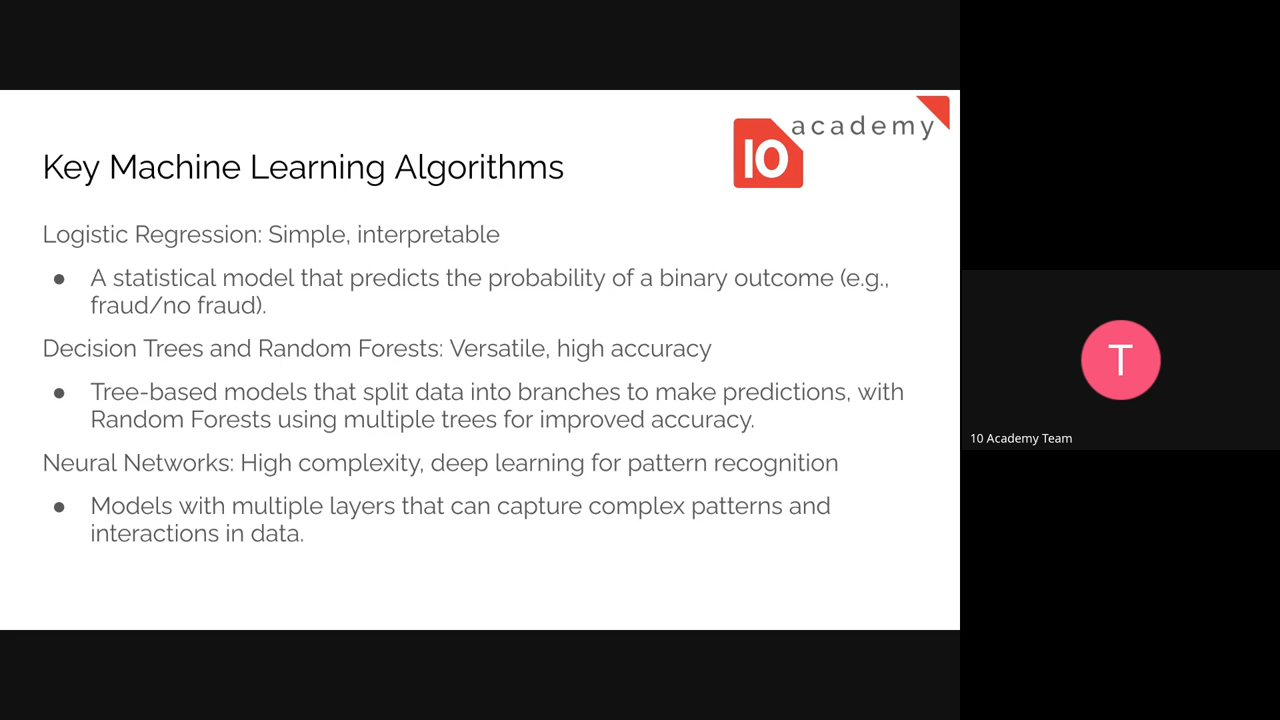 10 academy
Key Machine Learning Algorithms
Logistic Regression: Simple, interpretable
● A statistical model that predicts the probability of a binary outcome (e.g.,
fraud/no fraud).
Decision Trees and Random Forests: Versatile, high accuracy
● Tree-based models that split data into branches to make predictions, with
Random Forests using multiple trees for improved accuracy.
Neural Networks: High complexity, deep learning for pattern recognition
● Models with multiple layers that can capture complex patterns and
interactions in data.
T
10 Academy Team